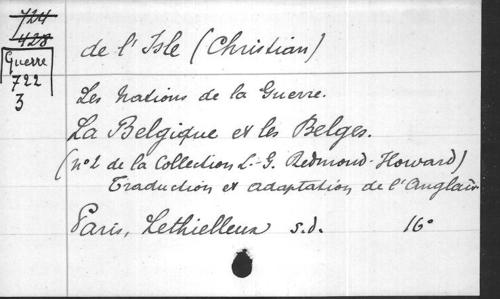 724
428
Guerre
722
3
de l'Isle (Christian)
Les Nations de la Guerre.
La Belgique et les Belges.
(n°2 de la Collection L.-G. Redmond-Howard)
Traduction et adaptation de l'Anglais
Paris, Lethielleux s.d. 16°